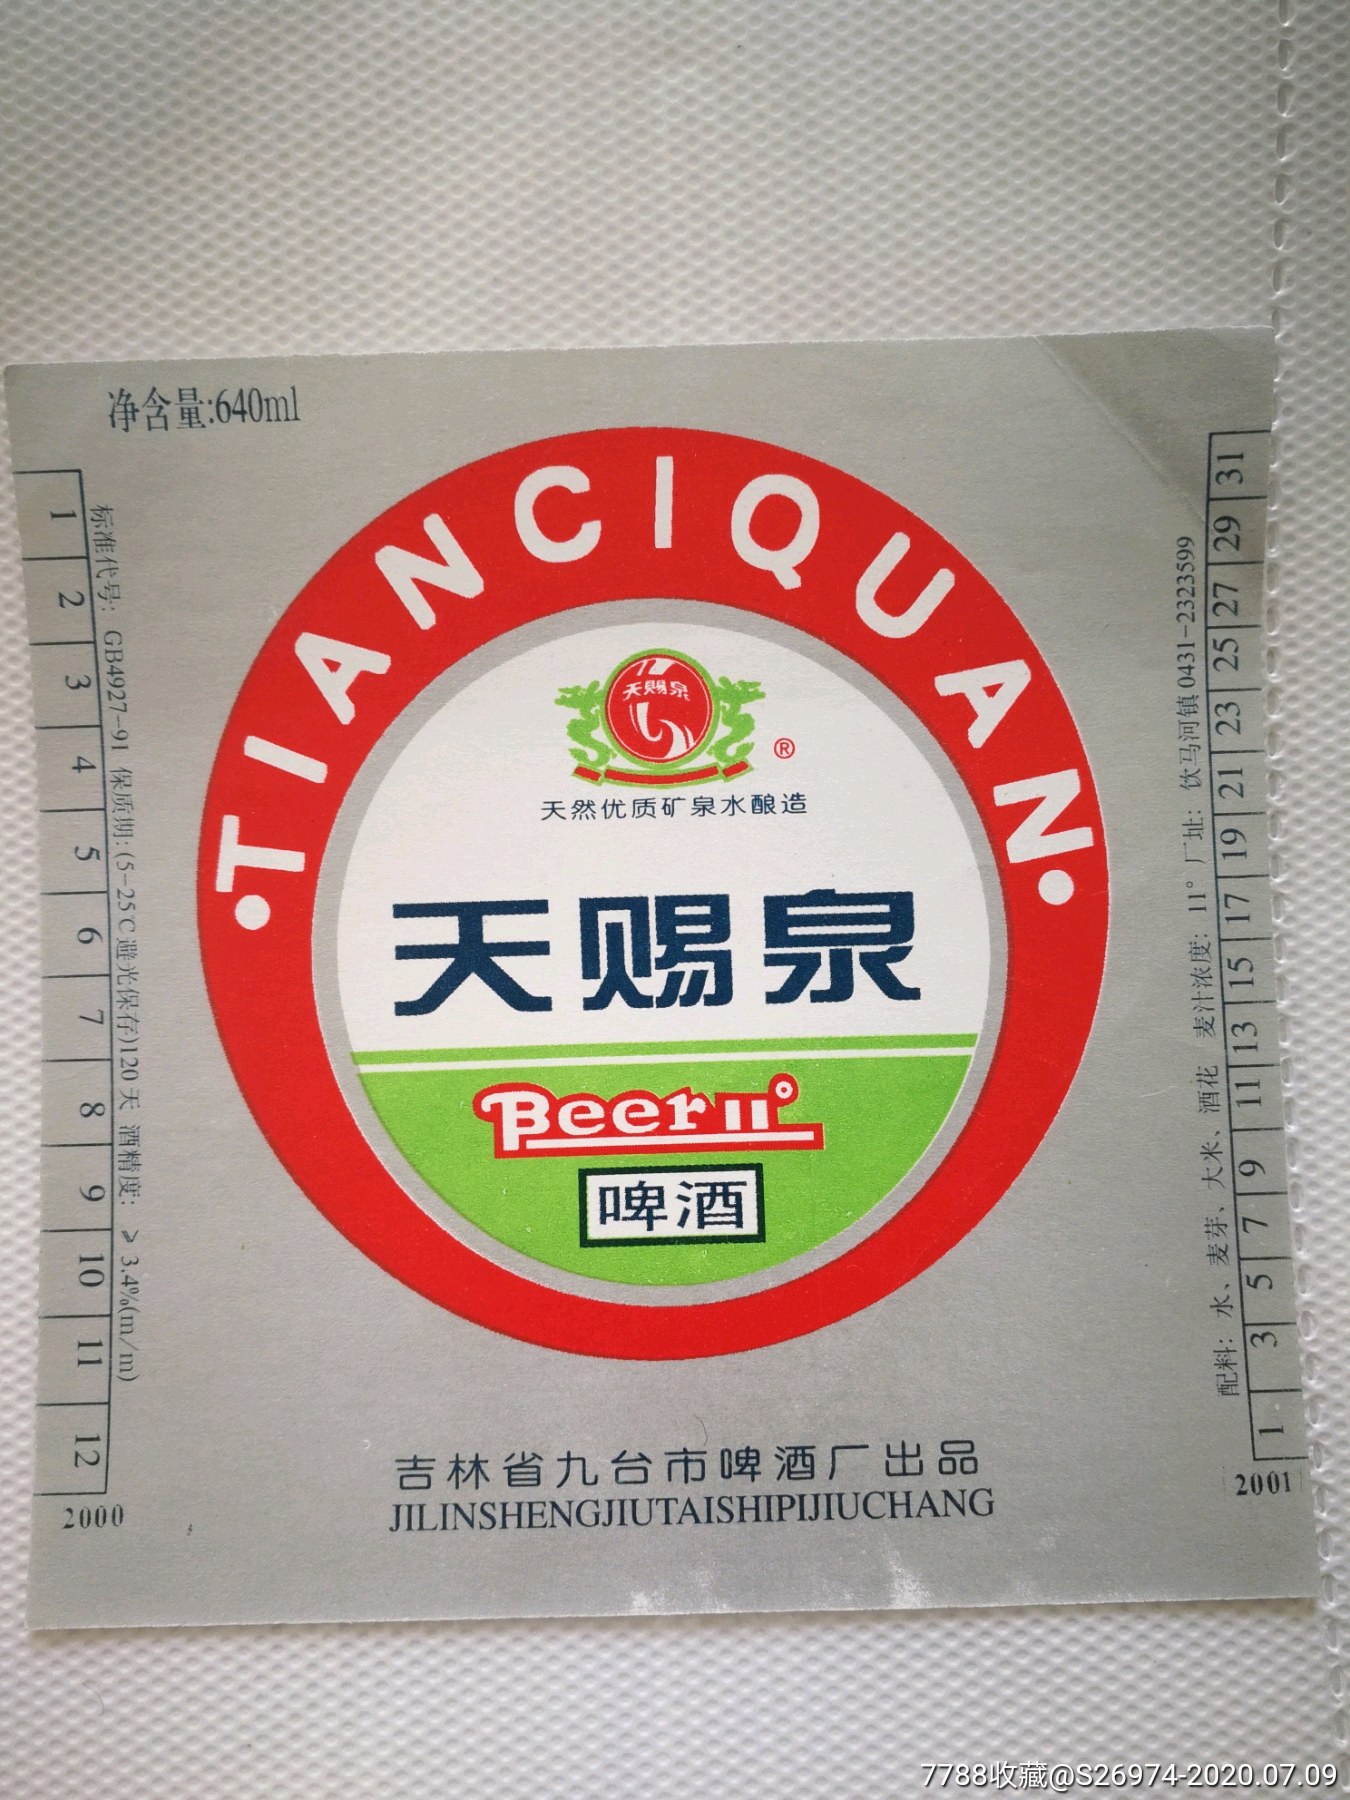 净含量:640ml
TIANCIQUAN
天赐泉
®
天然优质矿泉水酿造
天赐泉
Beer 11°
啤酒
吉林省九台市啤酒厂出品
JILINSHENGJIUTAISHIPIJIUCHANG
标准代号: GB4927-91 保质期:(5-25℃避光保存)120天 酒精度: ≥3.4%(m/m)
1
2
3
4
5
6
7
8
9
10
11
12
2000
配料: 水、麦芽、大米、酒花 麦汁浓度: 11° 厂址: 饮马河镇 0431-2323599
31
29
27
25
23
21
19
17
15
13
11
9
7
5
3
1
2001
7788收藏@S26974-2020.07.09